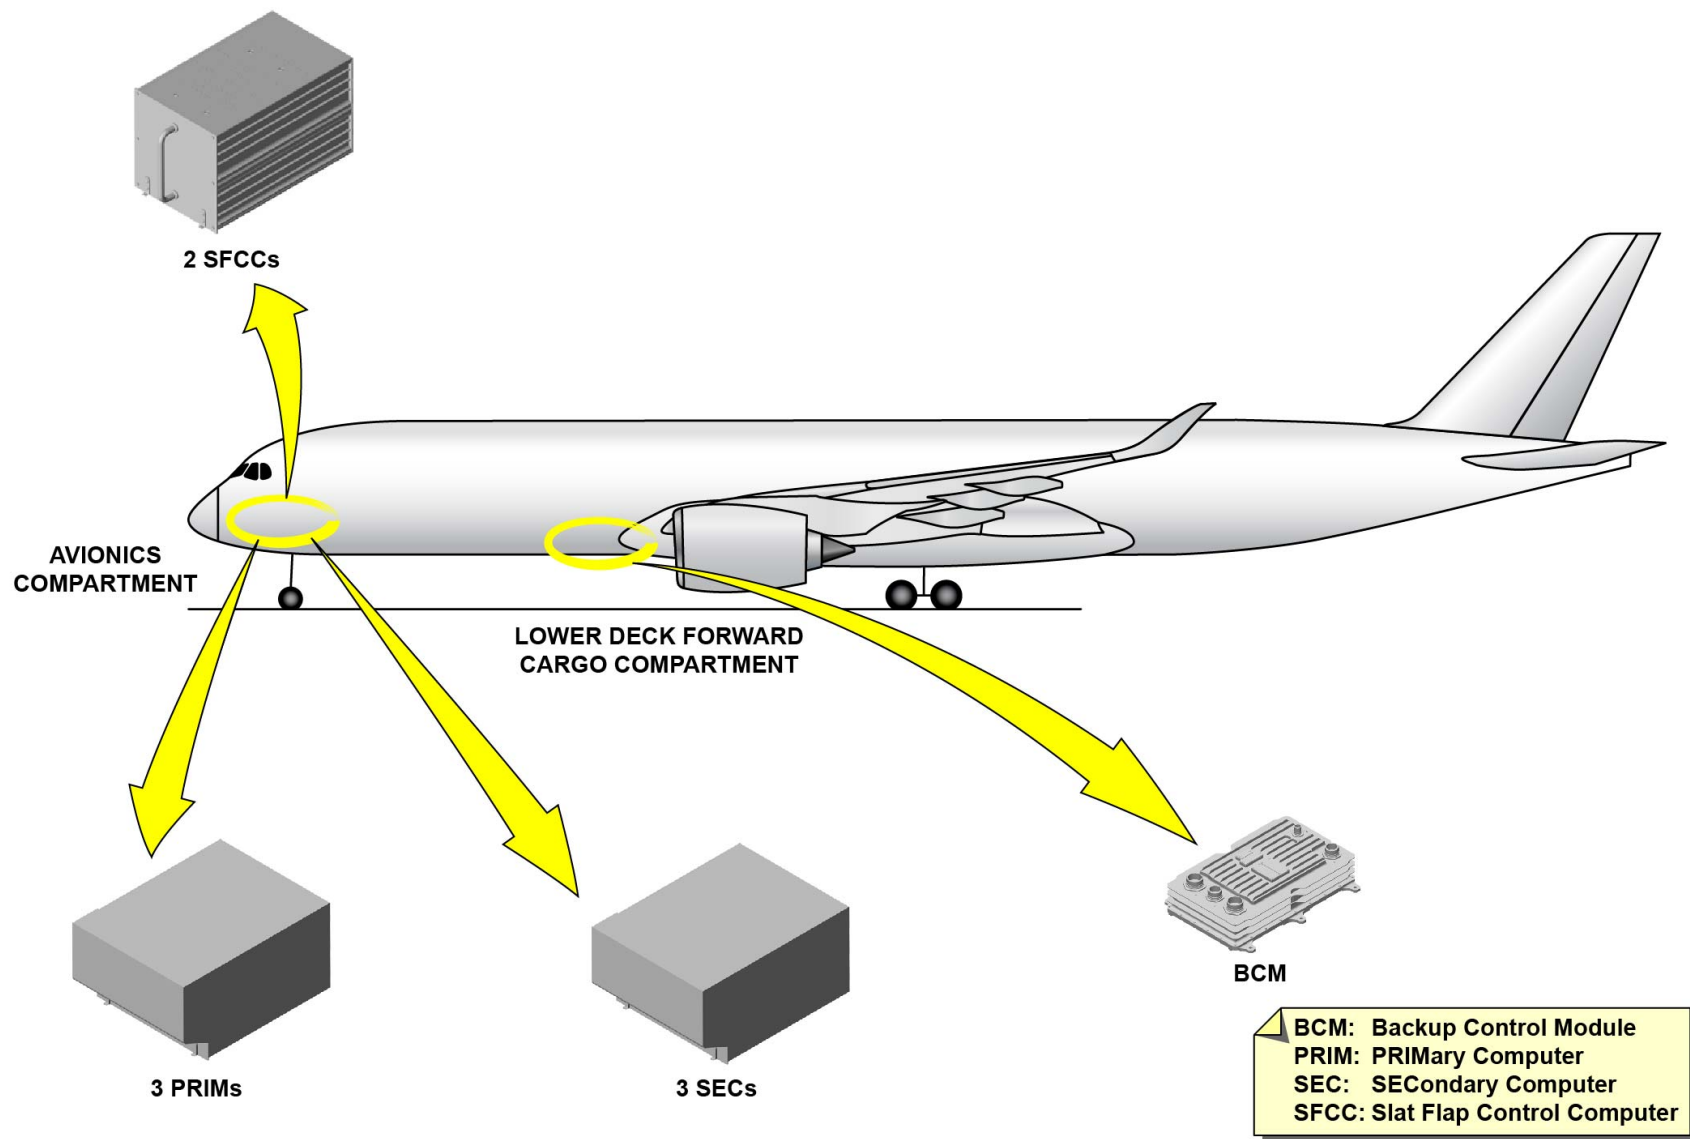 2 SFCCs
AVIONICS
COMPARTMENT
LOWER DECK FORWARD
CARGO COMPARTMENT
BCM
3 PRIMs
3 SECs
BCM: Backup Control Module
PRIM: PRIMary Computer
SEC: SECondary Computer
SFCC: Slat Flap Control Computer